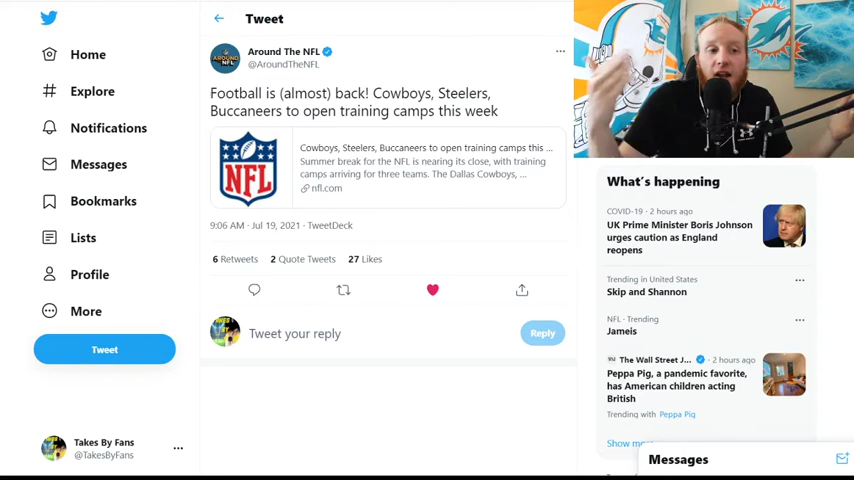 Home
Explore
Notifications
Messages
Bookmarks
Lists
Profile
More
Tweet
Takes By Fans
@TakesByFans
Tweet
Around The NFL
@AroundTheNFL
Football is (almost) back! Cowboys, Steelers,
Buccaneers to open training camps this week
NFL
Cowboys, Steelers, Buccaneers to open training camps this ...
Summer break for the NFL is nearing its close, with training
camps arriving for three teams. The Dallas Cowboys, ...
nfl.com
9:06 AM · Jul 19, 2021 · TweetDeck
6 Retweets 2 Quote Tweets 27 Likes
Tweet your reply
Reply
What's happening
COVID-19 · 2 hours ago
UK Prime Minister Boris Johnson
urges caution as England
reopens
Trending in United States
Skip and Shannon
NFL · Trending
Jameis
The Wall Street J... · 2 hours ago
Peppa Pig, a pandemic favorite,
has American children acting
British
Trending with Peppa Pig
Messages